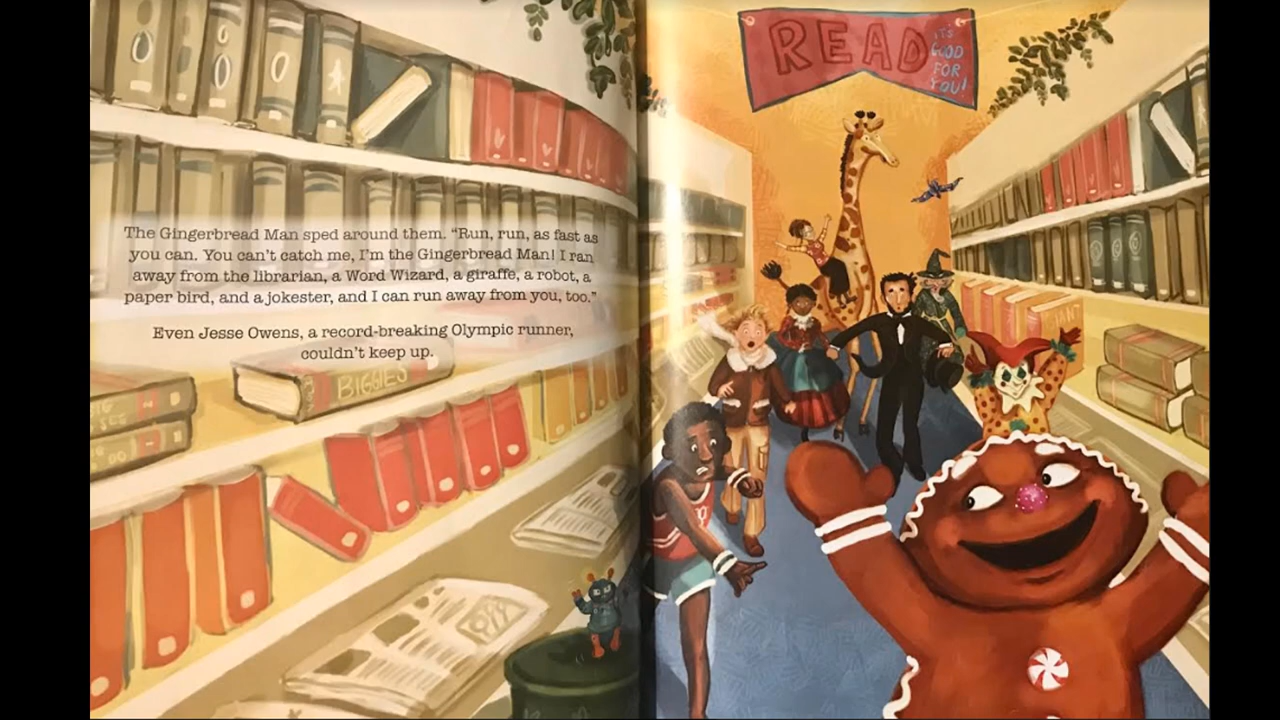 The Gingerbread Man sped around them. “Run, run, as fast as
you can. You can’t catch me, I’m the Gingerbread Man! I ran
away from the librarian, a Word Wizard, a giraffe, a robot, a
paper bird, and a jokester, and I can run away from you, too.”
Even Jesse Owens, a record-breaking Olympic runner,
couldn’t keep up.
BIGGIES
READ
IT'S
GOOD
FOR
YOU!